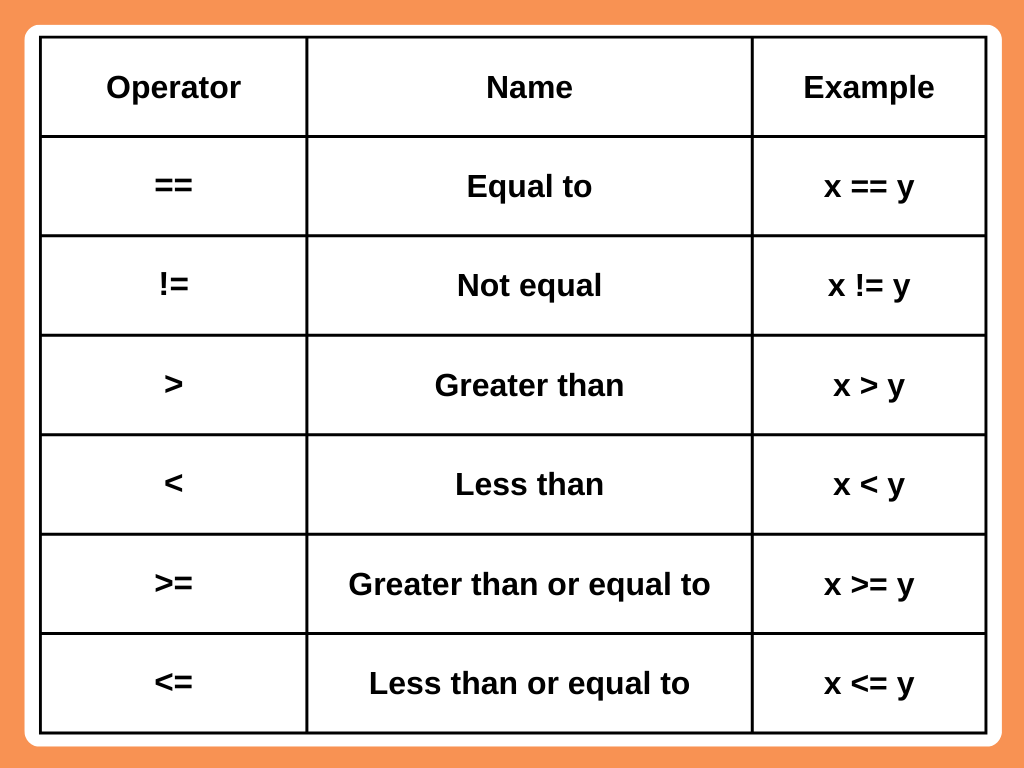 Operator Name Example
== Equal to x == y
!= Not equal x != y
> Greater than x > y
< Less than x < y
>= Greater than or equal to x >= y
<= Less than or equal to x <= y